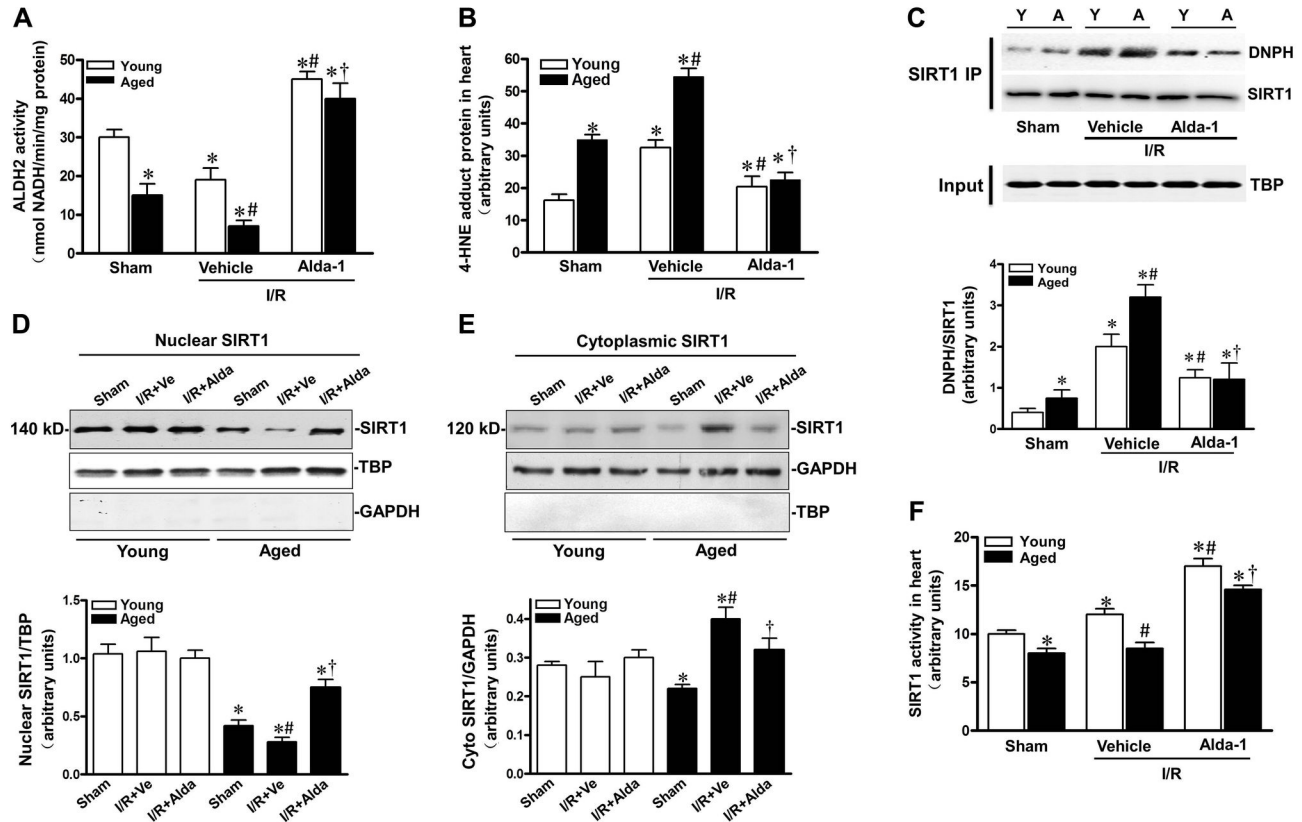 A
ALDH2 activity
(nmol NADH/min/mg protein)
50
40
30
20
10
0
Young
Aged
*
*
*#
*#
*†
Sham
Vehicle
Alda-1
I/R
B
4-HNE adduct protein in heart
(arbitrary units)
60
50
40
30
20
10
0
Young
Aged
*
*
*#
*#
*†
Sham
Vehicle
Alda-1
I/R
C
Y A Y A Y A
SIRT1 IP
DNPH
SIRT1
Sham
Vehicle
Alda-1
I/R
Input
TBP
DNPH/SIRT1
(arbitrary units)
4
3
2
1
0
Young
Aged
*
*
*#
*#
*†
Sham
Vehicle
Alda-1
I/R
D
Nuclear SIRT1
Sham I/R+Ve I/R+Alda Sham I/R+Ve I/R+Alda
140 kD
-SIRT1
-TBP
-GAPDH
Young
Aged
Nuclear SIRT1/TBP
(arbitrary units)
1.5
1.0
0.5
0.0
Young
Aged
*
*#
*†
Sham I/R+Ve I/R+Alda Sham I/R+Ve I/R+Alda
E
Cytoplasmic SIRT1
Sham I/R+Ve I/R+Alda Sham I/R+Ve I/R+Alda
120 kD
-SIRT1
-GAPDH
-TBP
Young
Aged
Cyto SIRT1/GAPDH
(arbitrary units)
0.4
0.3
0.2
0.1
0.0
Young
Aged
*
*#
†
Sham I/R+Ve I/R+Alda Sham I/R+Ve I/R+Alda
F
SIRT1 activity in heart
(arbitrary units)
20
15
10
5
0
Young
Aged
*
*
#
*#
*†
Sham
Vehicle
Alda-1
I/R